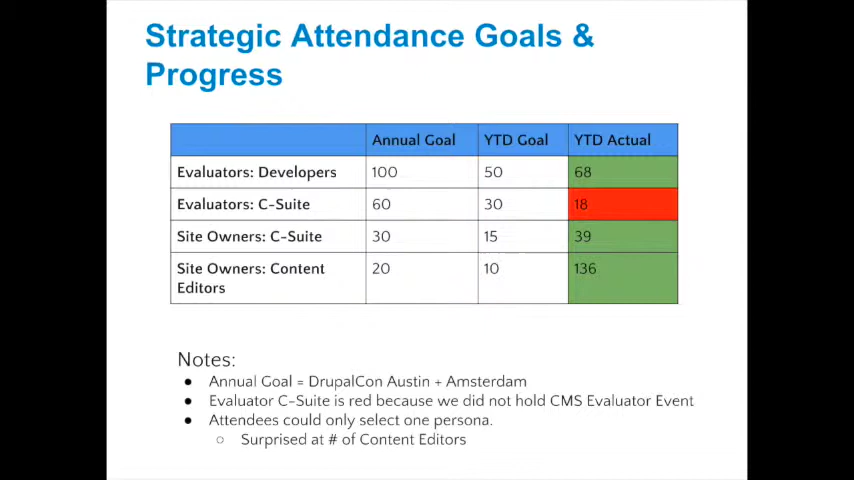 Strategic Attendance Goals &
Progress
Annual Goal YTD Goal YTD Actual
Evaluators: Developers 100 50 68
Evaluators: C-Suite 60 30 18
Site Owners: C-Suite 30 15 39
Site Owners: Content 20 10 136
Editors
Notes:
● Annual Goal = DrupalCon Austin + Amsterdam
● Evaluator C-Suite is red because we did not hold CMS Evaluator Event
● Attendees could only select one persona.
○ Surprised at # of Content Editors